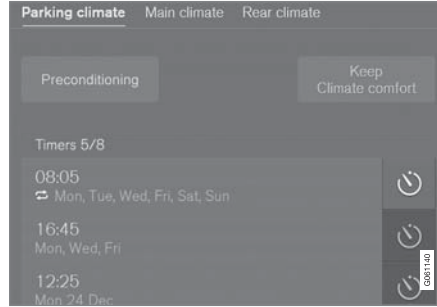 Parking climate Main climate Rear climate
Preconditioning
Keep
Climate comfort
Timers 5/8
08:05
Mon, Tue, Wed, Fri, Sat, Sun
16:45
Mon, Wed, Fri
12:25
Mon 24 Dec
G061140